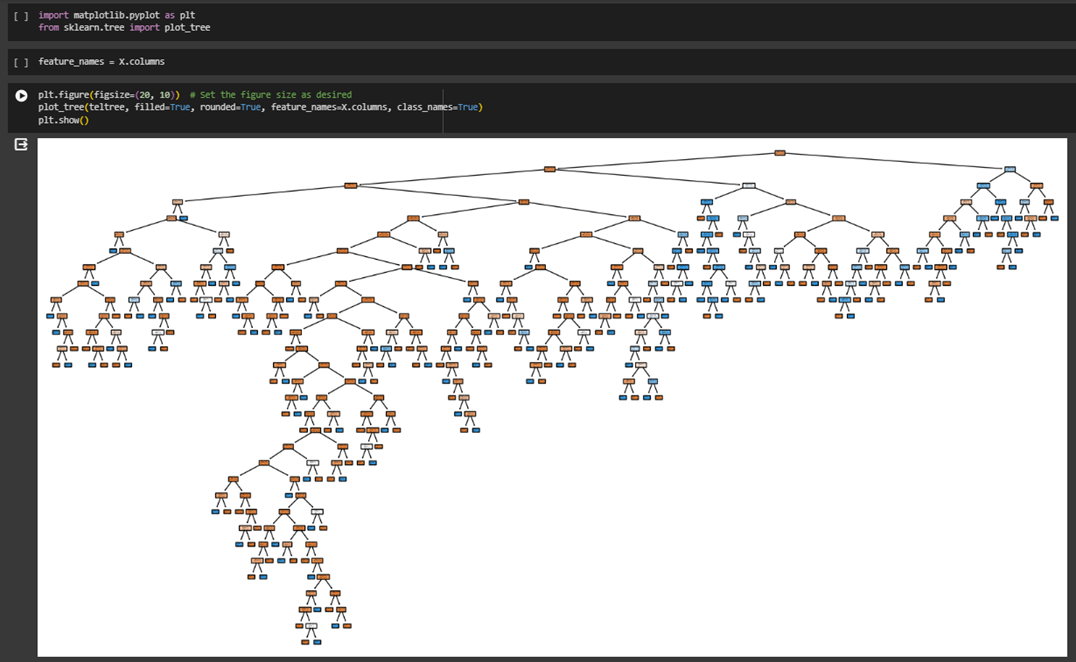 [ ] import matplotlib.pyplot as plt
from sklearn.tree import plot_tree
[ ] feature_names = X.columns
plt.figure(figsize=(20, 10))  # Set the figure size as desired
plot_tree(teltree, filled=True, rounded=True, feature_names=X.columns, class_names=True)
plt.show()